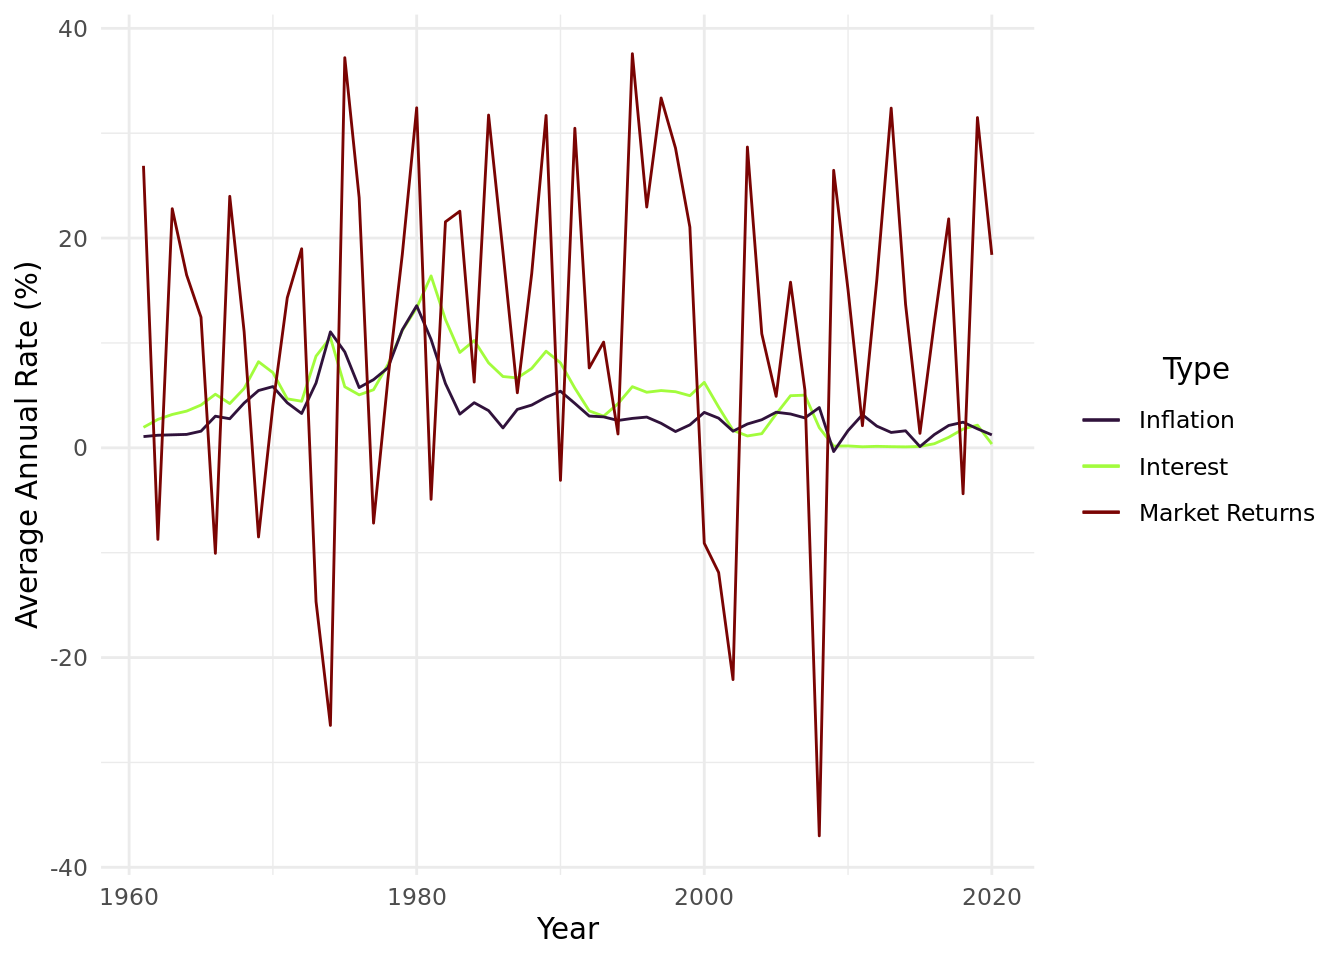 40
20
0
-20
-40
Average Annual Rate (%)
1960
1980
2000
2020
Year
Type
Inflation
Interest
Market Returns